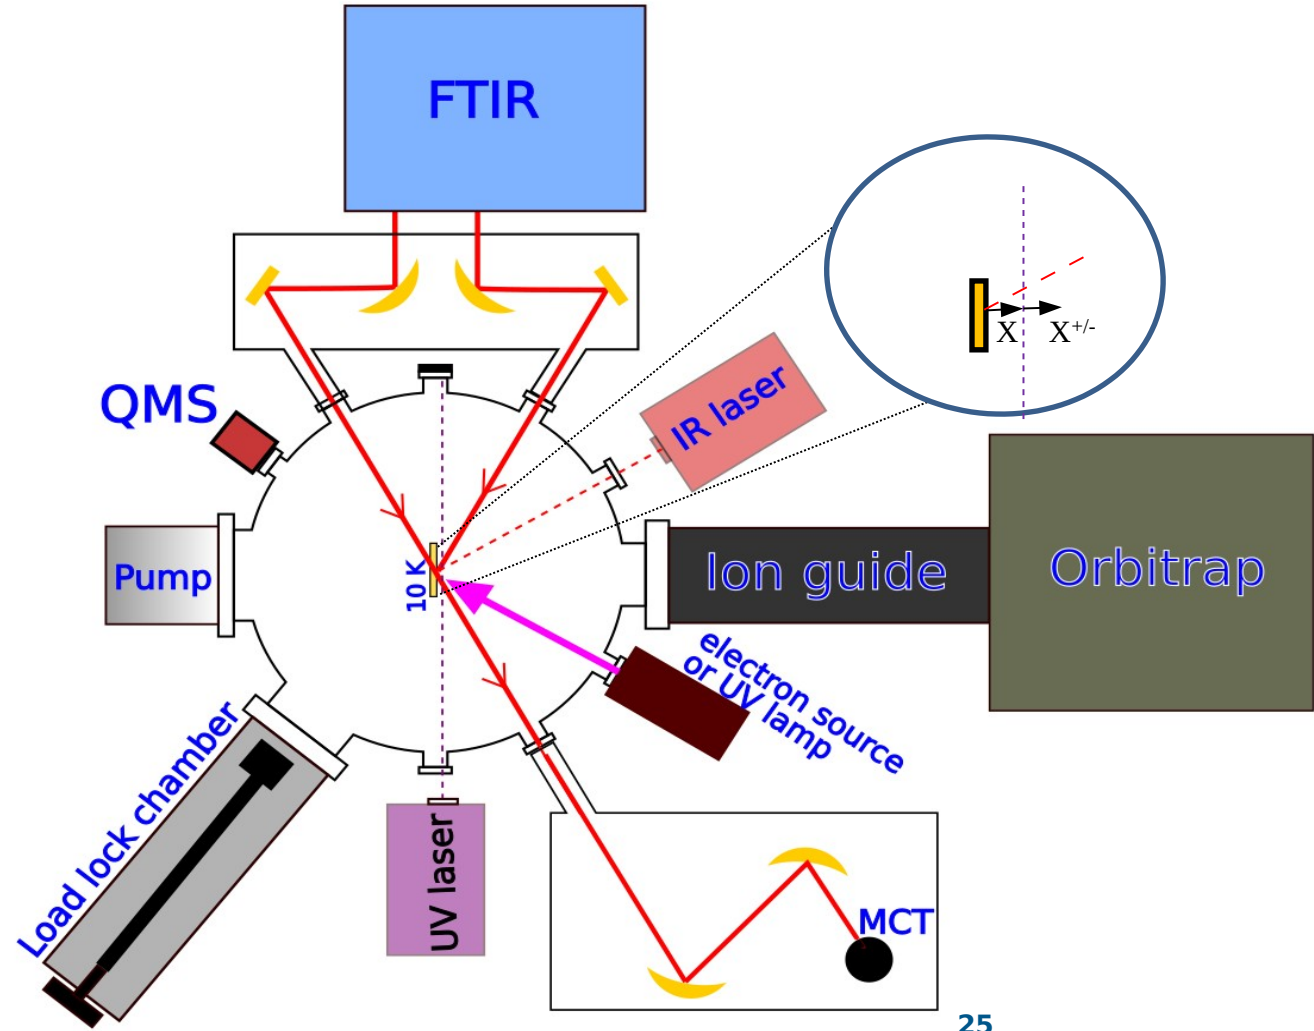 FTIR
QMS
IR laser
X
X+/-
Pump
10 K
Ion guide
Orbitrap
electron source
or UV lamp
Load lock chamber
UV laser
MCT
25